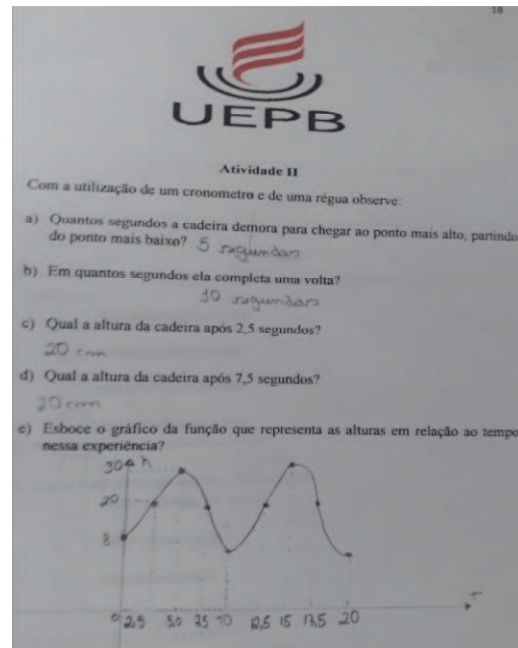 18
UEPB
Atividade II
Com a utilização de um cronometro e de uma régua observe:
a) Quantos segundos a cadeira demora para chegar ao ponto mais alto, partindo
do ponto mais baixo? 5 segundos
b) Em quantos segundos ela completa uma volta?
10 segundos
c) Qual a altura da cadeira após 2,5 segundos?
20 cm
d) Qual a altura da cadeira após 7,5 segundos?
20 cm
e) Esboce o gráfico da função que representa as alturas em relação ao tempo
nessa experiência?
30 h
20
8
0 2,5 5,0 7,5 10 12,5 15 17,5 20 T